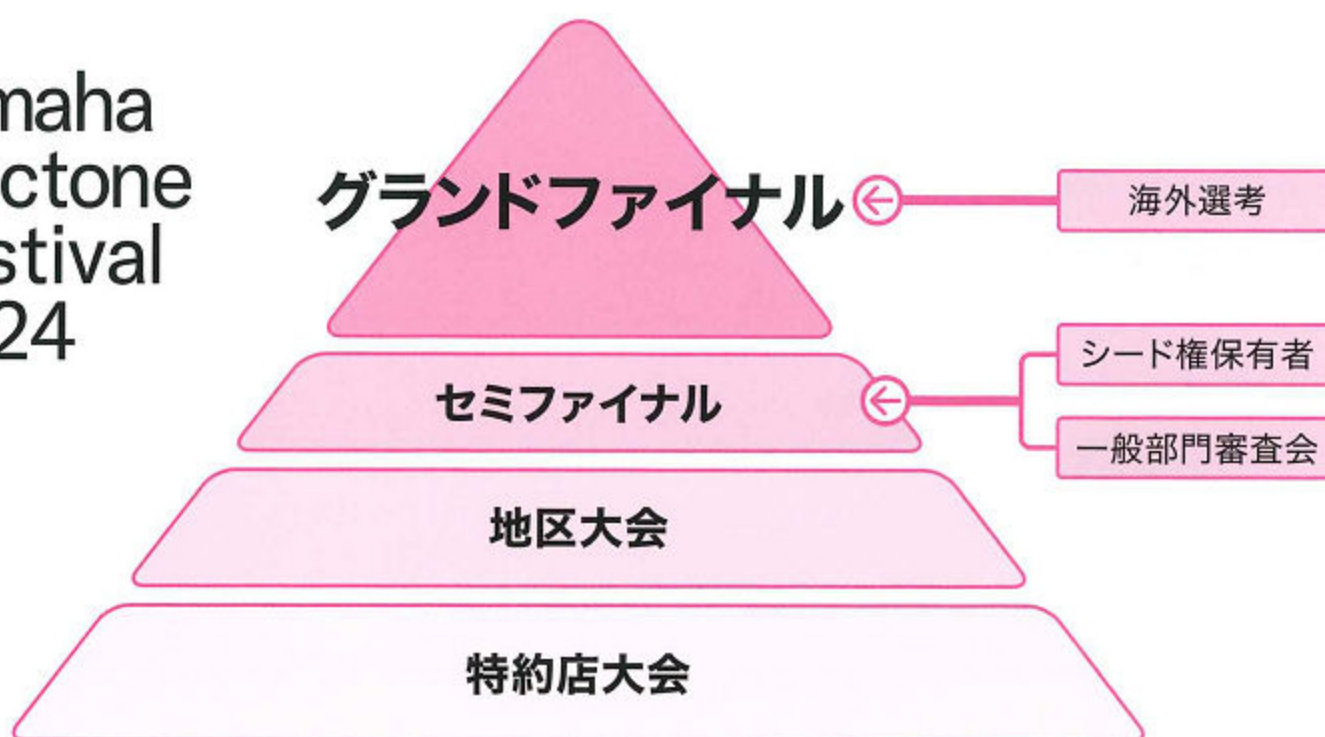 maha
ctone
stival
24
グランドファイナル
海外選考
セミファイナル
シード権保有者
一般部門審査会
地区大会
特約店大会